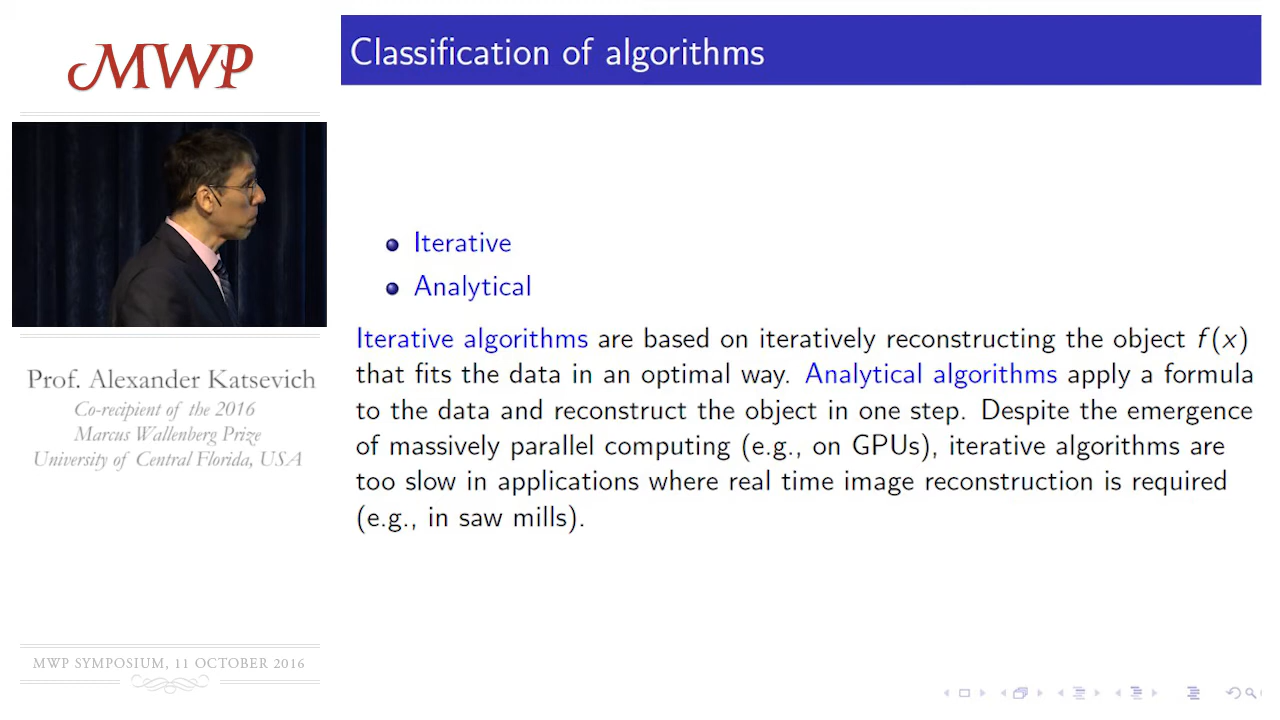 MWP
Prof. Alexander Katsevich
Co-recipient of the 2016
Marcus Wallenberg Prize
University of Central Florida, USA
MWP SYMPOSIUM, 11 OCTOBER 2016
Classification of algorithms
Iterative
Analytical
Iterative algorithms are based on iteratively reconstructing the object f(x)
that fits the data in an optimal way. Analytical algorithms apply a formula
to the data and reconstruct the object in one step. Despite the emergence
of massively parallel computing (e.g., on GPUs), iterative algorithms are
too slow in applications where real time image reconstruction is required
(e.g., in saw mills).